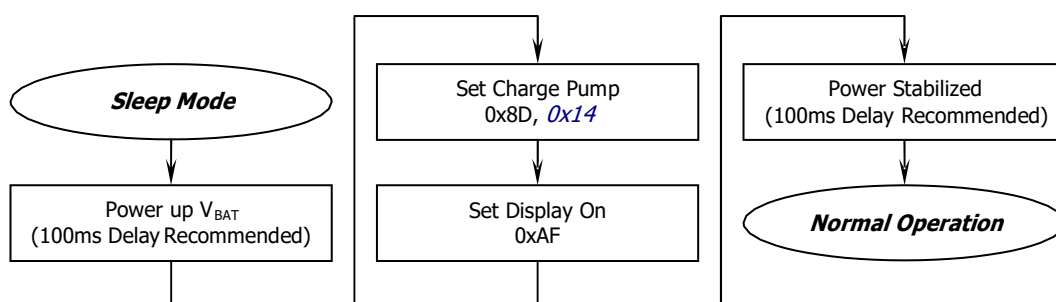 Sleep Mode
Power up VBAT
(100ms Delay Recommended)
Set Charge Pump
0x8D, 0x14
Set Display On
0xAF
Power Stabilized
(100ms Delay Recommended)
Normal Operation